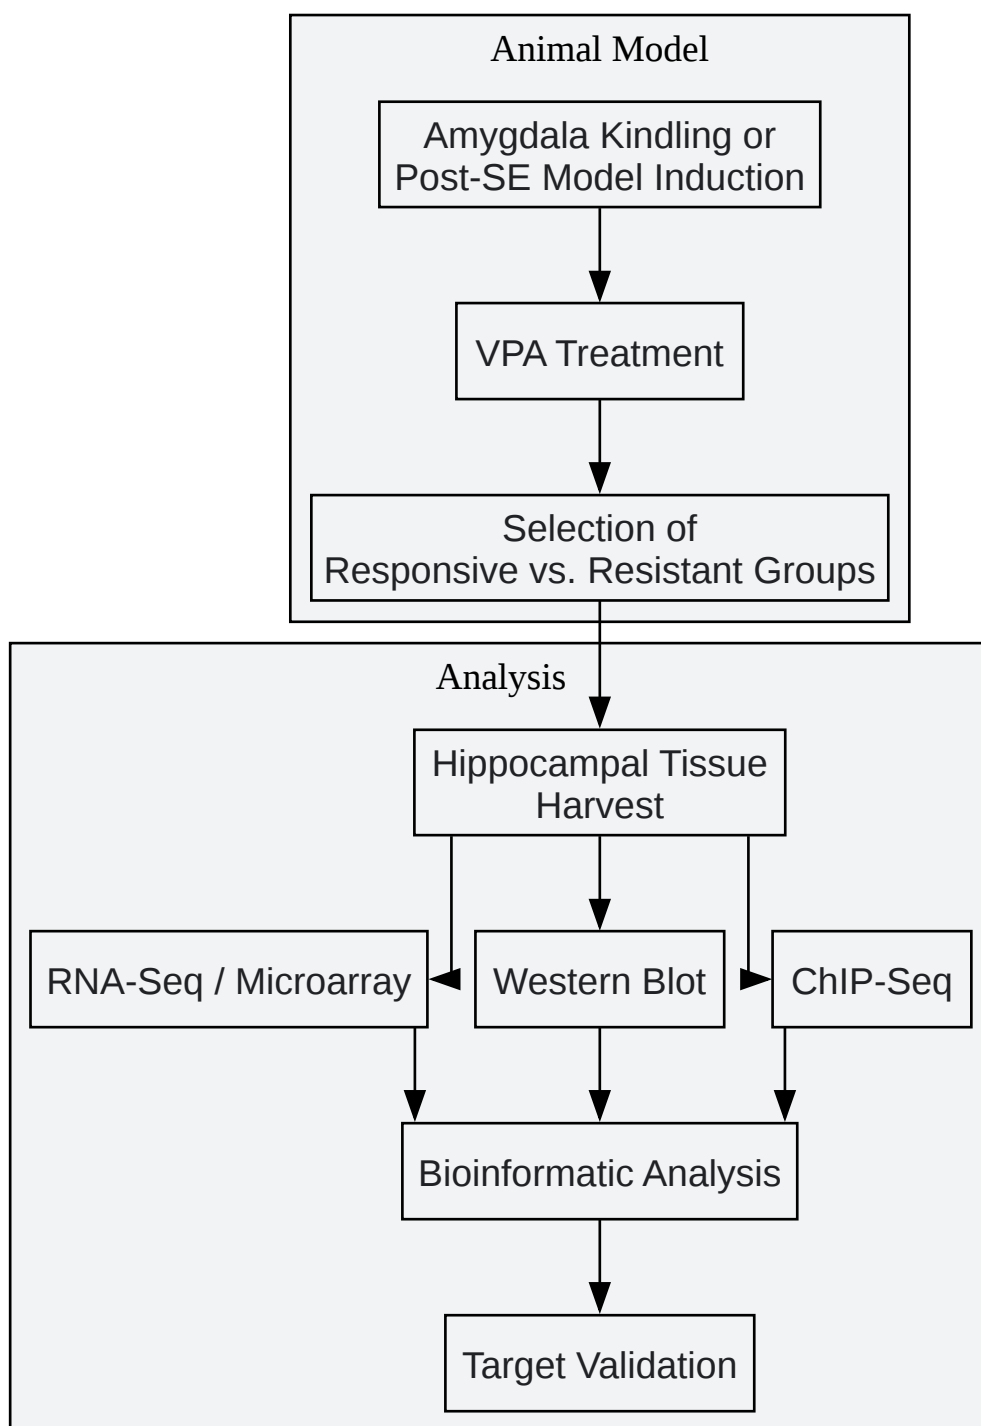 Animal Model
Amygdala Kindling or
Post-SE Model Induction
VPA Treatment
Selection of
Responsive vs. Resistant Groups
Analysis
Hippocampal Tissue
Harvest
RNA-Seq / Microarray
Western Blot
ChIP-Seq
Bioinformatic Analysis
Target Validation